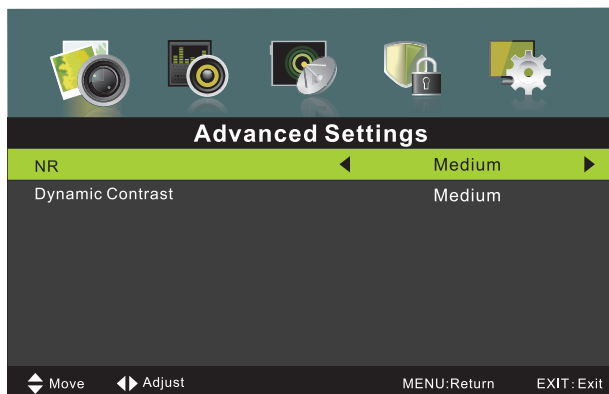 Advanced Settings
NR Medium
Dynamic Contrast Medium
Move Adjust MENU:Return EXIT:Exit